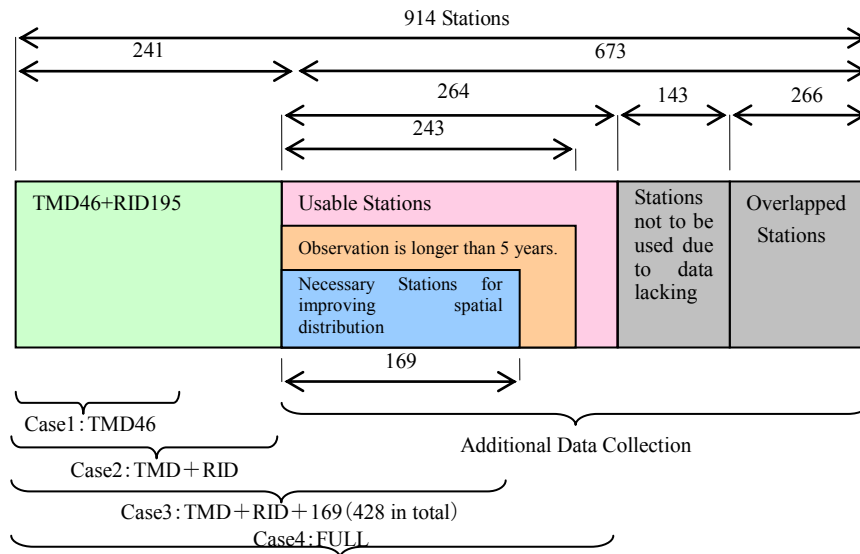 914 Stations
241
673
264
143
266
243
TMD46+RID195
Usable Stations
Stations
not to be
used due
to data
lacking
Overlapped
Stations
Observation is longer than 5 years.
Necessary Stations for
improving spatial
distribution
169
Case1:TMD46
Additional Data Collection
Case2:TMD+RID
Case3:TMD+RID+169(428 in total)
Case4:FULL